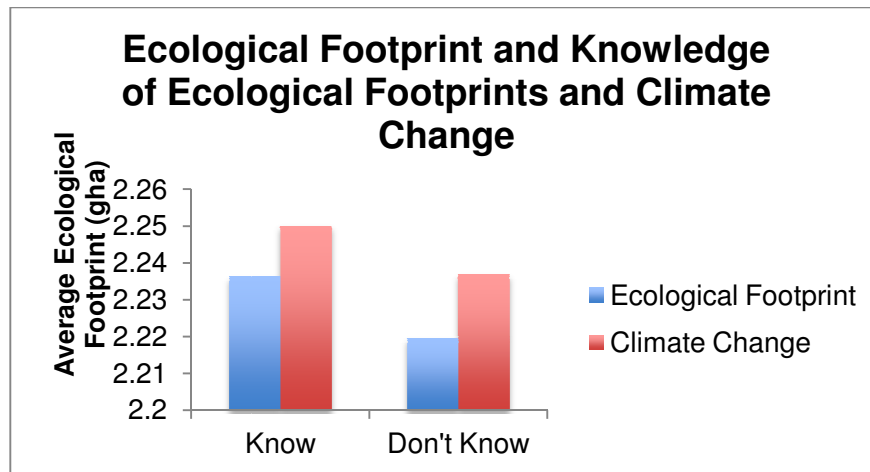 Ecological Footprint and Knowledge
of Ecological Footprints and Climate
Change
Average Ecological
Footprint (gha)
2.26
2.25
2.24
2.23
2.22
2.21
2.2
Know
Don't Know
Ecological Footprint
Climate Change